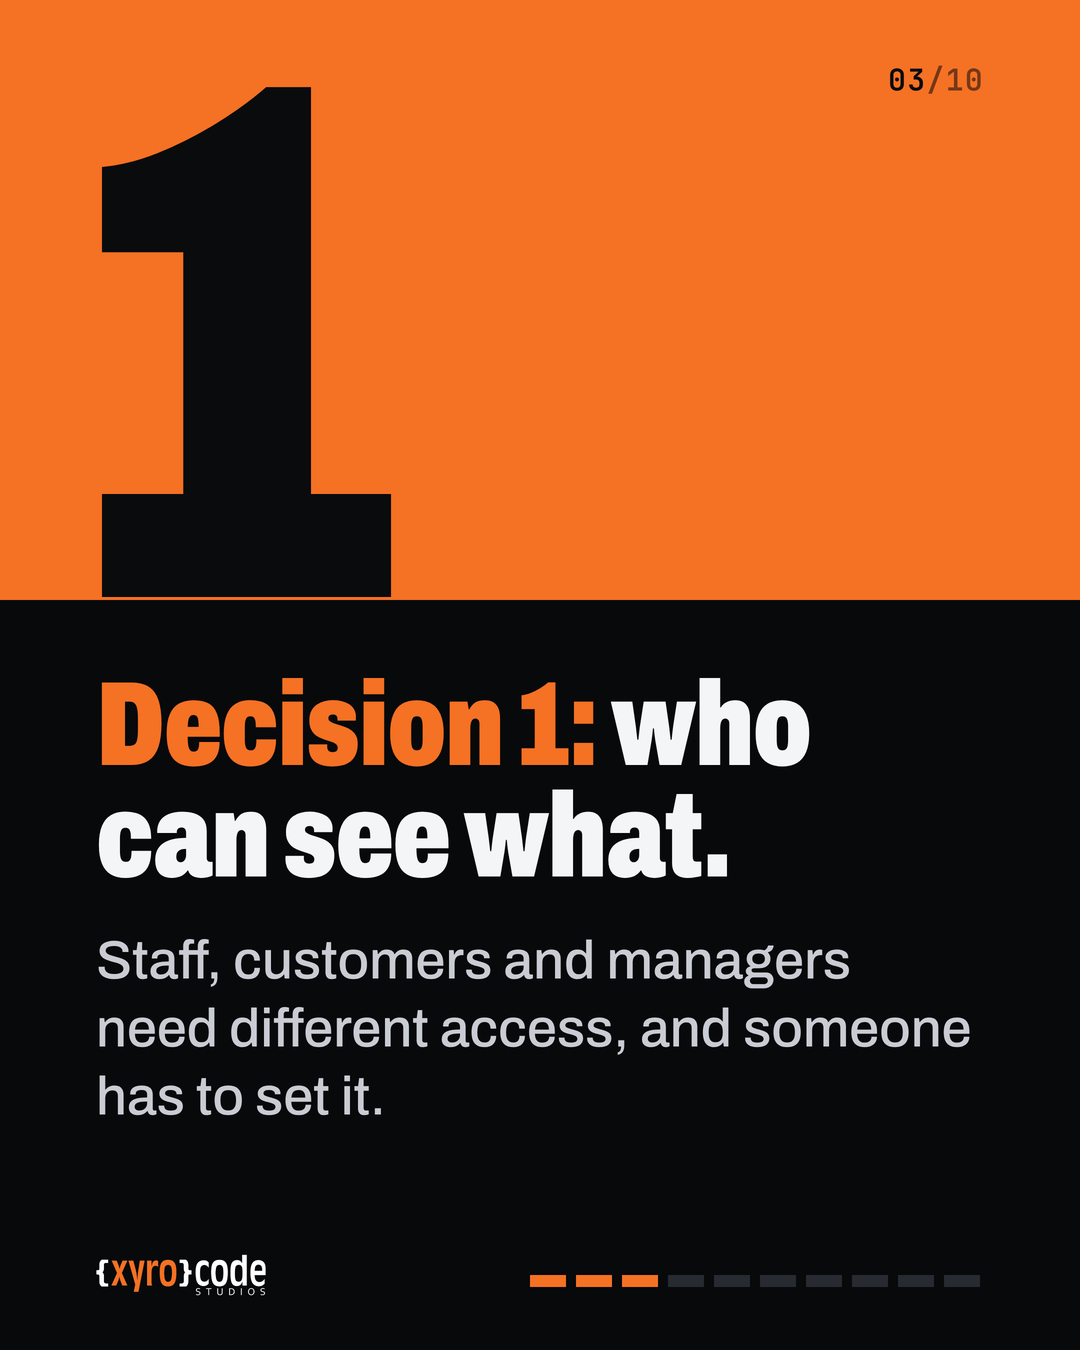 03/10
1
Decision 1: who
can see what.
Staff, customers and managers
need different access, and someone
has to set it.
{xyro}code
STUDIOS